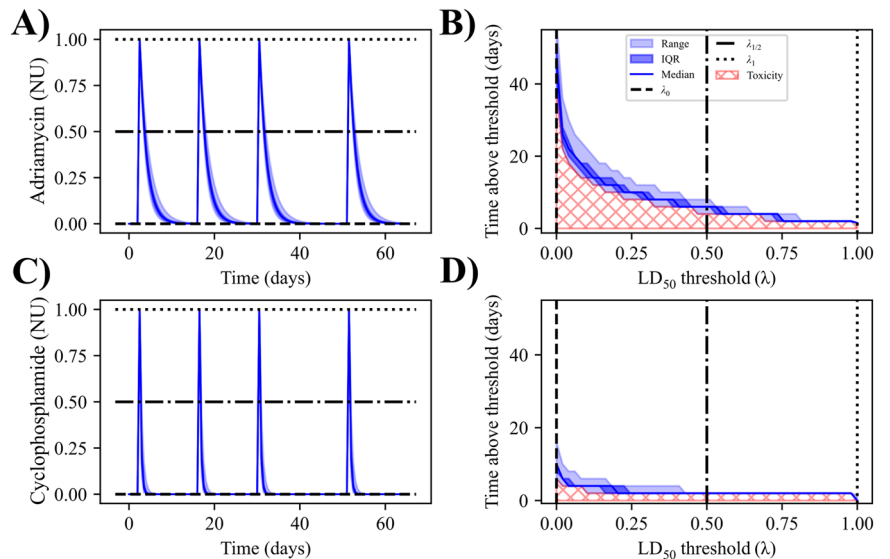 A)
1.00
0.75
0.50
0.25
0.00
Adriamycin (NU)
0
20
40
60
Time (days)
B)
Time above threshold (days)
40
20
0
Range
IQR
Median
λ0
λ1/2
λ1
Toxicity
0.00
0.25
0.50
0.75
1.00
LD50 threshold (λ)
C)
1.00
0.75
0.50
0.25
0.00
Cyclophosphamide (NU)
0
20
40
60
Time (days)
D)
Time above threshold (days)
40
20
0
0.00
0.25
0.50
0.75
1.00
LD50 threshold (λ)